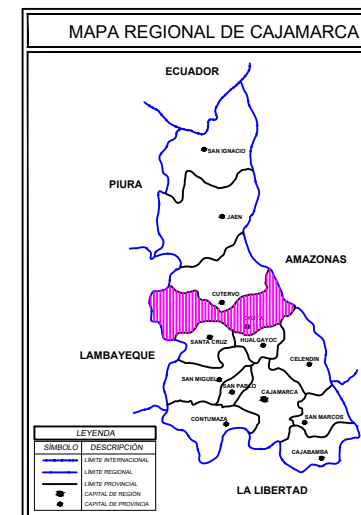 MAPA REGIONAL DE CAJAMARCA
ECUADOR
SAN IGNACIO
PIURA
JAEN
AMAZONAS
CUTERVO
CHOTA
SANTA CRUZ
HUALGAYOC
LAMBAYEQUE
CELENDIN
SAN MIGUEL
SAN PABLO
CAJAMARCA
CONTUMAZA
SAN MARCOS
CAJABAMBA
LA LIBERTAD
LEYENDA
SÍMBOLO DESCRIPCIÓN
LÍMITE INTERNACIONAL
LÍMITE REGIONAL
LÍMITE PROVINCIAL
CAPITAL DE REGIÓN
CAPITAL DE PROVINCIA